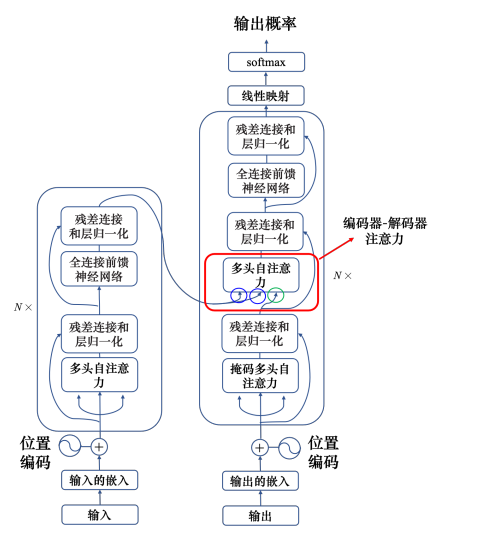 输出概率
softmax
线性映射
残差连接和
层归一化
全连接前馈
神经网络
残差连接和
层归一化
编码器-解码器
注意力
多头自注意
力
N×
残差连接和
层归一化
掩码多头自
注意力
位置
编码
输出的嵌入
输出
残差连接
和层归一化
全连接前馈
神经网络
N×
残差连接和
层归一化
多头自注意
力
位置
编码
输入的嵌入
输入